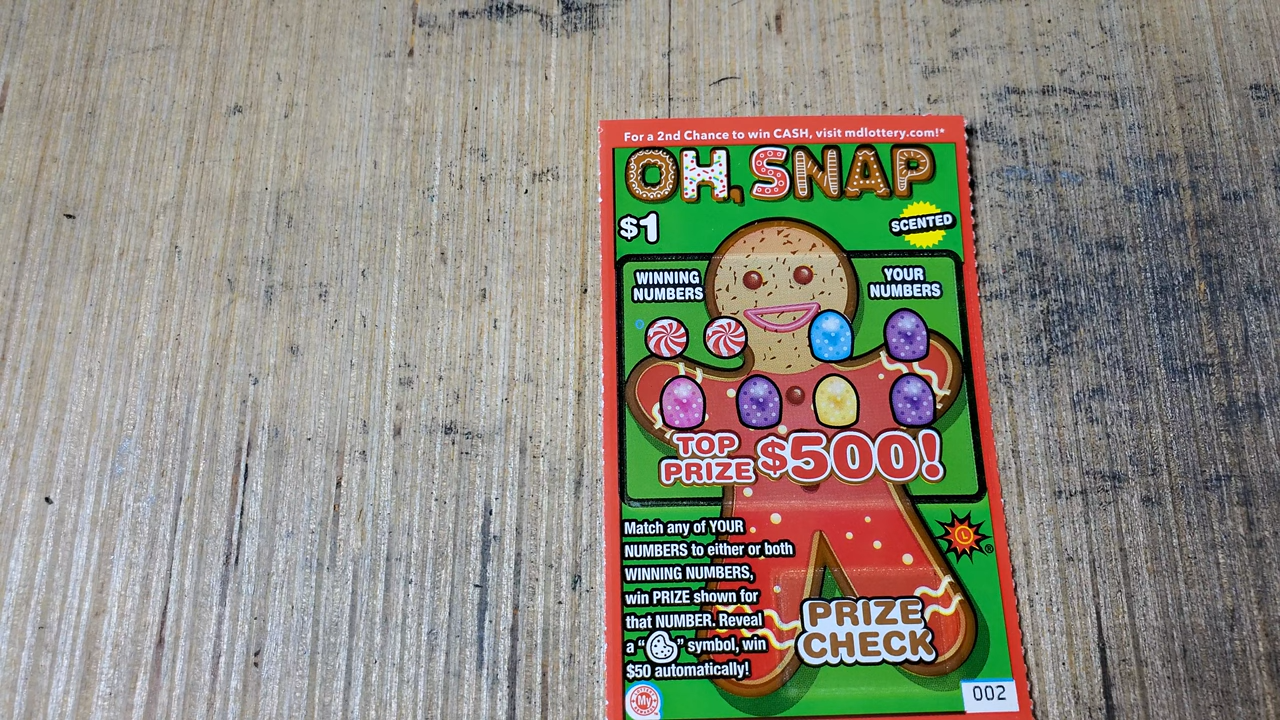 For a 2nd Chance to win CASH, visit mdlottery.com!*
OH, SNAP
$1
SCENTED
WINNING
NUMBERS
YOUR
NUMBERS
TOP
PRIZE
$500!
Match any of YOUR
NUMBERS to either or both
WINNING NUMBERS,
win PRIZE shown for
that NUMBER. Reveal
a “ ” symbol, win
$50 automatically!
PRIZE
CHECK
L
®
My
002